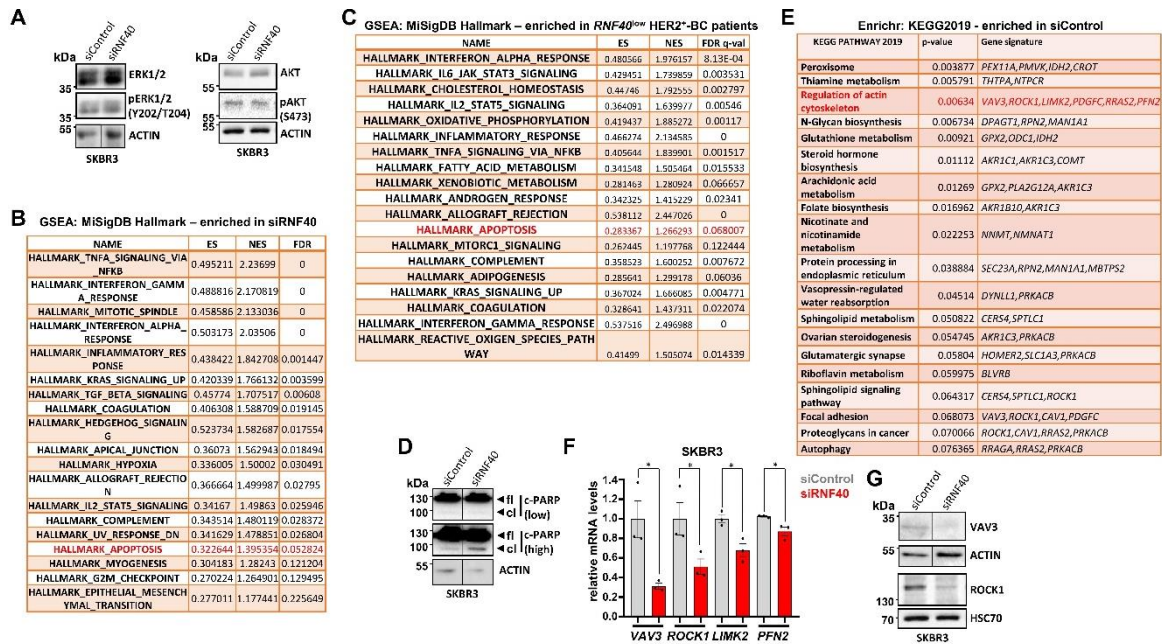 A
siControl
siRNF40
kDa
ERK1/2
35
pERK1/2
(Y202/T204)
35
55
ACTIN
SKBR3
siControl
siRNF40
kDa
AKT
55
pAKT
(S473)
55
55
ACTIN
SKBR3
B
GSEA: MiSigDB Hallmark – enriched in siRNF40
NAME ES NES FDR
HALLMARK_TNFA_SIGNALING_VIA
_NFKB 0.495211 2.23699 0
HALLMARK_INTERFERON_GAM
MA_RESPONSE 0.488816 2.170819 0
HALLMARK_MITOTIC_SPINDLE 0.458586 2.133036 0
HALLMARK_INTERFERON_ALPHA_
RESPONSE 0.503173 2.03506 0
HALLMARK_INFLAMMATORY_RES
PONSE 0.438422 1.842708 0.001447
HALLMARK_KRAS_SIGNALING_UP 0.420339 1.766132 0.003599
HALLMARK_TGF_BETA_SIGNALING 0.45774 1.707517 0.00608
HALLMARK_COAGULATION 0.406308 1.588709 0.019145
HALLMARK_HEDGEHOG_SIGNALIN
G 0.523734 1.582687 0.017554
HALLMARK_APICAL_JUNCTION 0.36073 1.562943 0.018494
HALLMARK_HYPOXIA 0.336005 1.50002 0.030491
HALLMARK_ALLOGRAFT_REJECTIO
N 0.366664 1.499987 0.02795
HALLMARK_IL2_STAT5_SIGNALING 0.34167 1.49863 0.025946
HALLMARK_COMPLEMENT 0.343514 1.480119 0.028372
HALLMARK_UV_RESPONSE_DN 0.341629 1.478851 0.026804
HALLMARK_APOPTOSIS 0.322644 1.395354 0.052824
HALLMARK_MYOGENESIS 0.304183 1.28243 0.121204
HALLMARK_G2M_CHECKPOINT 0.270224 1.264901 0.129495
HALLMARK_EPITHELIAL_MESENC
HYMAL_TRANSITION 0.277011 1.177441 0.225649
C
GSEA: MiSigDB Hallmark – enriched in RNF40low HER2+-BC patients
NAME ES NES FDR q-val
HALLMARK_INTERFERON_ALPHA_RESPONSE 0.480566 1.976157 8.13E-04
HALLMARK_IL6_JAK_STAT3_SIGNALING 0.429451 1.739859 0.003531
HALLMARK_CHOLESTEROL_HOMEOSTASIS 0.44746 1.792555 0.002797
HALLMARK_IL2_STAT5_SIGNALING 0.364091 1.639977 0.00546
HALLMARK_OXIDATIVE_PHOSPHORYLATION 0.419437 1.885272 0.00117
HALLMARK_INFLAMMATORY_RESPONSE 0.466274 2.134585 0
HALLMARK_TNFA_SIGNALING_VIA_NFKB 0.405644 1.839901 0.001517
HALLMARK_FATTY_ACID_METABOLISM 0.341548 1.505464 0.015533
HALLMARK_XENOBIOTIC_METABOLISM 0.281463 1.280924 0.066657
HALLMARK_ANDROGEN_RESPONSE 0.342325 1.415229 0.02341
HALLMARK_ALLOGRAFT_REJECTION 0.538112 2.447026 0
HALLMARK_APOPTOSIS 0.283367 1.266293 0.068007
HALLMARK_MTORC1_SIGNALING 0.262445 1.197768 0.122444
HALLMARK_COMPLEMENT 0.358523 1.600252 0.007672
HALLMARK_ADIPOGENESIS 0.285641 1.299178 0.06036
HALLMARK_KRAS_SIGNALING_UP 0.367024 1.666085 0.004771
HALLMARK_COAGULATION 0.328641 1.437311 0.022074
HALLMARK_INTERFERON_GAMMA_RESPONSE 0.537516 2.496988 0
HALLMARK_REACTIVE_OXIGEN_SPECIES_PATH
WAY 0.41499 1.505074 0.014339
D
siControl
siRNF40
kDa
130
100
fl
cl
c-PARP
(low)
130
100
fl
cl
c-PARP
(high)
55
ACTIN
SKBR3
E
Enrichr: KEGG2019 - enriched in siControl
KEGG PATHWAY 2019 p-value Gene signature
Peroxisome 0.003877 PEX11A,PMVK,IDH2,CROT
Thiamine metabolism 0.005791 THTPA,NTPCR
Regulation of actin
cytoskeleton 0.00634 VAV3,ROCK1,LIMK2,PDGFC,RRAS2,PFN2
N-Glycan biosynthesis 0.006734 DPAGT1,RPN2,MAN1A1
Glutathione metabolism 0.00921 GPX2,ODC1,IDH2
Steroid hormone
biosynthesis 0.01112 AKR1C1,AKR1C3,COMT
Arachidonic acid
metabolism 0.01269 GPX2,PLA2G12A,AKR1C3
Folate biosynthesis 0.016962 AKR1B10,AKR1C3
Nicotinate and
nicotinamide
metabolism 0.022253 NNMT,NMNAT1
Protein processing in
endoplasmic reticulum 0.038884 SEC23A,RPN2,MAN1A1,MBTPS2
Vasopressin-regulated
water reabsorption 0.04514 DYNLL1,PRKACB
Sphingolipid metabolism 0.050822 CERS4,SPTLC1
Ovarian steroidogenesis 0.054745 AKR1C3,PRKACB
Glutamatergic synapse 0.05804 HOMER2,SLC1A3,PRKACB
Riboflavin metabolism 0.059975 BLVRB
Sphingolipid signaling
pathway 0.064317 CERS4,SPTLC1,ROCK1
Focal adhesion 0.068073 VAV3,ROCK1,CAV1,PDGFC
Proteoglycans in cancer 0.070066 ROCK1,CAV1,RRAS2,PRKACB
Autophagy 0.076365 RRAGA,RRAS2,PRKACB
F
SKBR3
siControl
siRNF40
relative mRNA levels
1.4
1.2
1.0
0.8
0.6
0.4
0.2
0.0
* * * *
VAV3 ROCK1 LIMK2 PFN2
G
siControl
siRNF40
kDa
35
VAV3
55
ACTIN
ROCK1
130
70
HSC70
SKBR3